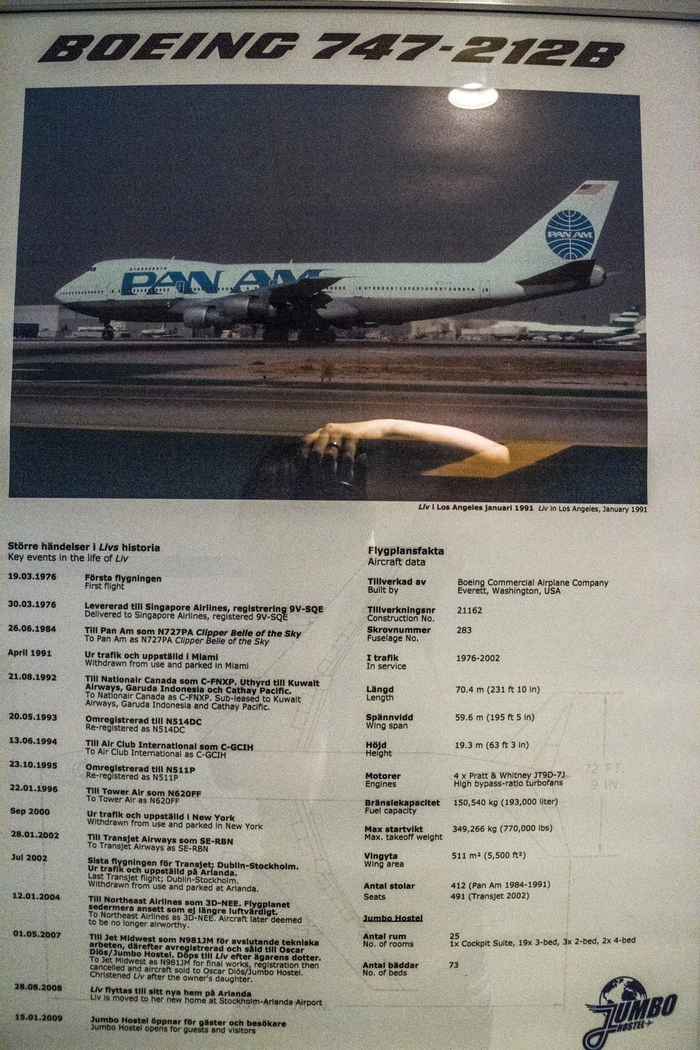 BOEING 747-212B
PAN AM
PAN AM
Liv i Los Angeles januari 1991 Liv in Los Angeles, January 1991
Större händelser i Livs historia
Key events in the life of Liv
19.03.1976 Första flygningen
First flight
30.03.1976 Levererad till Singapore Airlines, registrering 9V-SQE
Delivered to Singapore Airlines, registered 9V-SQE
26.06.1984 Till Pan Am som N727PA Clipper Belle of the Sky
To Pan Am as N727PA Clipper Belle of the Sky
April 1991 Ur trafik och uppställd i Miami
Withdrawn from use and parked in Miami
21.08.1992 Till Nationair Canada som C-FNXP. Uthyrd till Kuwait
Airways, Garuda Indonesia och Cathay Pacific.
To Nationair Canada as C-FNXP. Sub-leased to Kuwait
Airways, Garuda Indonesia and Cathay Pacific.
20.05.1993 Omregistrerad till N514DC
Re-registered as N514DC
13.06.1994 Till Air Club International som C-GCIH
To Air Club International as C-GCIH
23.10.1995 Omregistrerad till N511P
Re-registered as N511P
22.01.1996 Till Tower Air som N620FF
To Tower Air as N620FF
Sep 2000 Ur trafik och uppställd i New York
Withdrawn from use and parked in New York
28.01.2002 Till Transjet Airways som SE-RBN
To Transjet Airways as SE-RBN
Jul 2002 Sista flygningen för Transjet; Dublin-Stockholm.
Ur trafik och uppställd på Arlanda.
Last Transjet flight; Dublin-Stockholm.
Withdrawn from use and parked at Arlanda.
12.01.2004 Till Northeast Airlines som 3D-NEE. Flygplanet
sedermera ansett som ej längre luftvärdigt.
To Northeast Airlines as 3D-NEE. Aircraft later deemed
to be no longer airworthy.
01.05.2007 Till Jet Midwest som N981JM för avslutande tekniska
arbeten, därefter avregistrerad och såld till Oscar
Diös/Jumbo Hostel. Döps till Liv efter ägarens dotter.
To Jet Midwest as N981JM for final works, registration then
cancelled and aircraft sold to Oscar Diös/Jumbo Hostel.
Christened Liv after the owner's daughter.
28.08.2008 Liv flyttas till sitt nya hem på Arlanda
Liv is moved to her new home at Stockholm-Arlanda Airport
15.01.2009 Jumbo Hostel öppnar för gäster och besökare
Jumbo Hostel opens for guests and visitors
Flygplansfakta
Aircraft data
Tillverkad av Boeing Commercial Airplane Company
Built by Everett, Washington, USA
Tillverkningsnr 21162
Construction No.
Skrovnummer 283
Fuselage No.
I trafik 1976-2002
In service
Längd 70.4 m (231 ft 10 in)
Length
Spännvidd 59.6 m (195 ft 5 in)
Wing span
Höjd 19.3 m (63 ft 3 in)
Height
Motorer 4 x Pratt & Whitney JT9D-7J
Engines High bypass-ratio turbofans
Bränslekapacitet 150,540 kg (193,000 liter)
Fuel capacity
Max startvikt 349,266 kg (770,000 lbs)
Max. takeoff weight
Vingyta 511 m² (5,500 ft²)
Wing area
Antal stolar 412 (Pan Am 1984-1991)
Seats 491 (Transjet 2002)
Jumbo Hostel
Antal rum 25
No. of rooms 1x Cockpit Suite, 19x 3-bed, 3x 2-bed, 2x 4-bed
Antal bäddar 73
No. of beds
JUMBO
HOSTEL